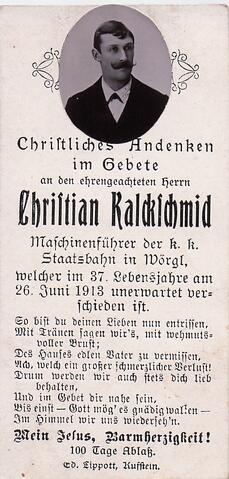 Christliches Andenken
im Gebete
an den ehrengeachteten Herrn
Christian Kalckschmid
Maschinenführer der k. k.
Staatsbahn in Wörgl,
welcher im 37. Lebensjahre am
26. Juni 1913 unerwartet ver-
schieden ist.
So bist du deinen Lieben nun entrissen,
Mit Tränen sagen wir's, mit wehmuts-
voller Brust;
Des Hauses edlen Vater zu vermissen,
Ach, welch ein großer schmerzlicher Verlust!
Drum werden wir auch stets dich lieb
behalten,
Und im Gebet dir nahe sein,
Bis einst — Gott mög' es gnädig walten —
Im Himmel wir uns wiederseh'n.
Mein Jesus, Barmherzigkeit!
100 Tage Ablaß.
Ed. Lippott, Kufstein.